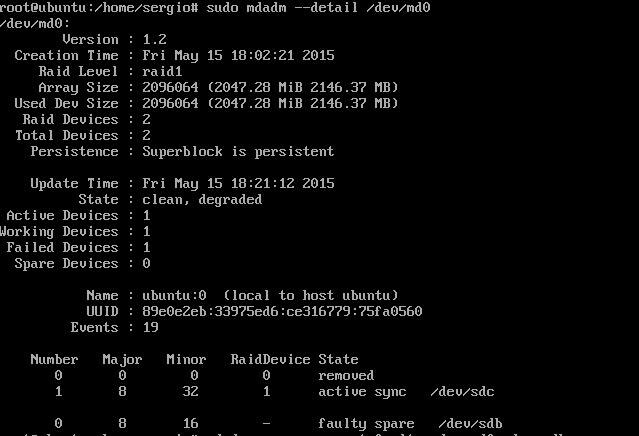 root@ubuntu:/home/sergio# sudo mdadm --detail /dev/md0
/dev/md0:
Version : 1.2
Creation Time : Fri May 15 18:02:21 2015
Raid Level : raid1
Array Size : 2096064 (2047.28 MiB 2146.37 MB)
Used Dev Size : 2096064 (2047.28 MiB 2146.37 MB)
Raid Devices : 2
Total Devices : 2
Persistence : Superblock is persistent
Update Time : Fri May 15 18:21:12 2015
State : clean, degraded
Active Devices : 1
Working Devices : 1
Failed Devices : 1
Spare Devices : 0
Name : ubuntu:0 (local to host ubuntu)
UUID : 89e0e2eb:33975ed6:ce316779:75fa0560
Events : 19
Number Major Minor RaidDevice State
0 0 0 0 removed
1 8 32 1 active sync /dev/sdc
0 8 16 - faulty spare /dev/sdb